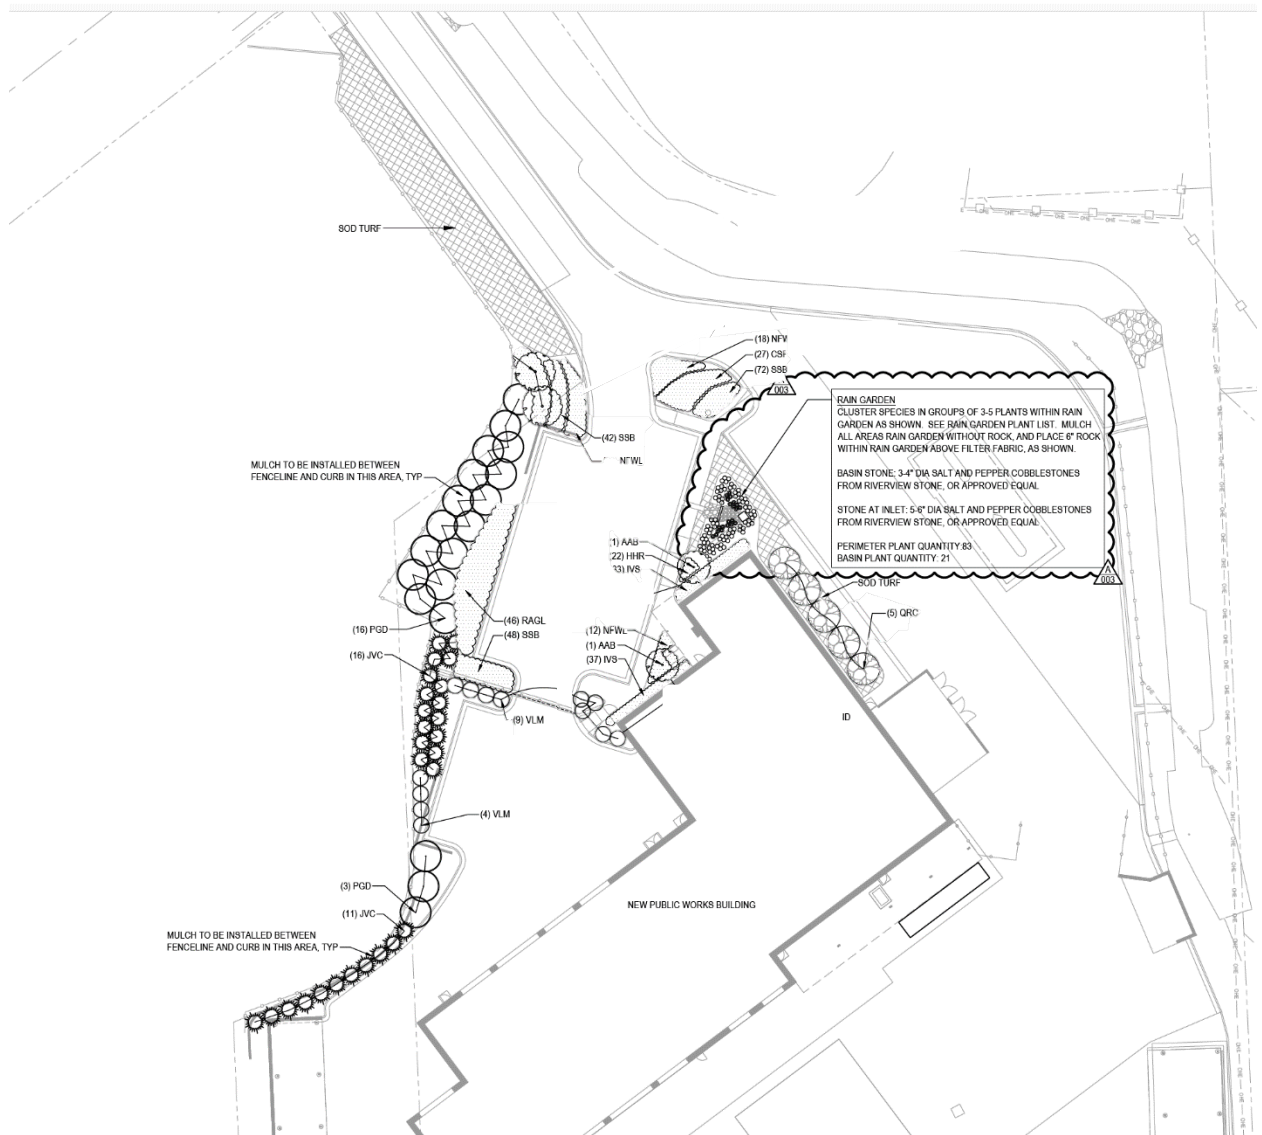 SOD TURF
(18) NFW
(27) CSF
(72) SSB
003
RAIN GARDEN
CLUSTER SPECIES IN GROUPS OF 3-5 PLANTS WITHIN RAIN
GARDEN AS SHOWN. SEE RAIN GARDEN PLANT LIST. MULCH
ALL AREAS RAIN GARDEN WITHOUT ROCK, AND PLACE 6" ROCK
WITHIN RAIN GARDEN ABOVE FILTER FABRIC, AS SHOWN.
BASIN STONE; 3-4" DIA SALT AND PEPPER COBBLESTONES
FROM RIVERVIEW STONE, OR APPROVED EQUAL
STONE AT INLET: 5-6" DIA SALT AND PEPPER COBBLESTONES
FROM RIVERVIEW STONE, OR APPROVED EQUAL
PERIMETER PLANT QUANTITY:83
BASIN PLANT QUANTITY: 21
A
003
(42) SSB
NFWL
MULCH TO BE INSTALLED BETWEEN
FENCELINE AND CURB IN THIS AREA, TYP
1) AAB
22) HHR
33) IVS
SOD TURF
(5) QRC
(46) RAGL
(48) SSB
(16) PGD
(16) JVC
(12) NFWL
(1) AAB
(37) IVS
(9) VLM
ID
(4) VLM
(3) PGD
(11) JVC
NEW PUBLIC WORKS BUILDING
MULCH TO BE INSTALLED BETWEEN
FENCELINE AND CURB IN THIS AREA, TYP
OHE
OHE
OHE
OHE
OHE